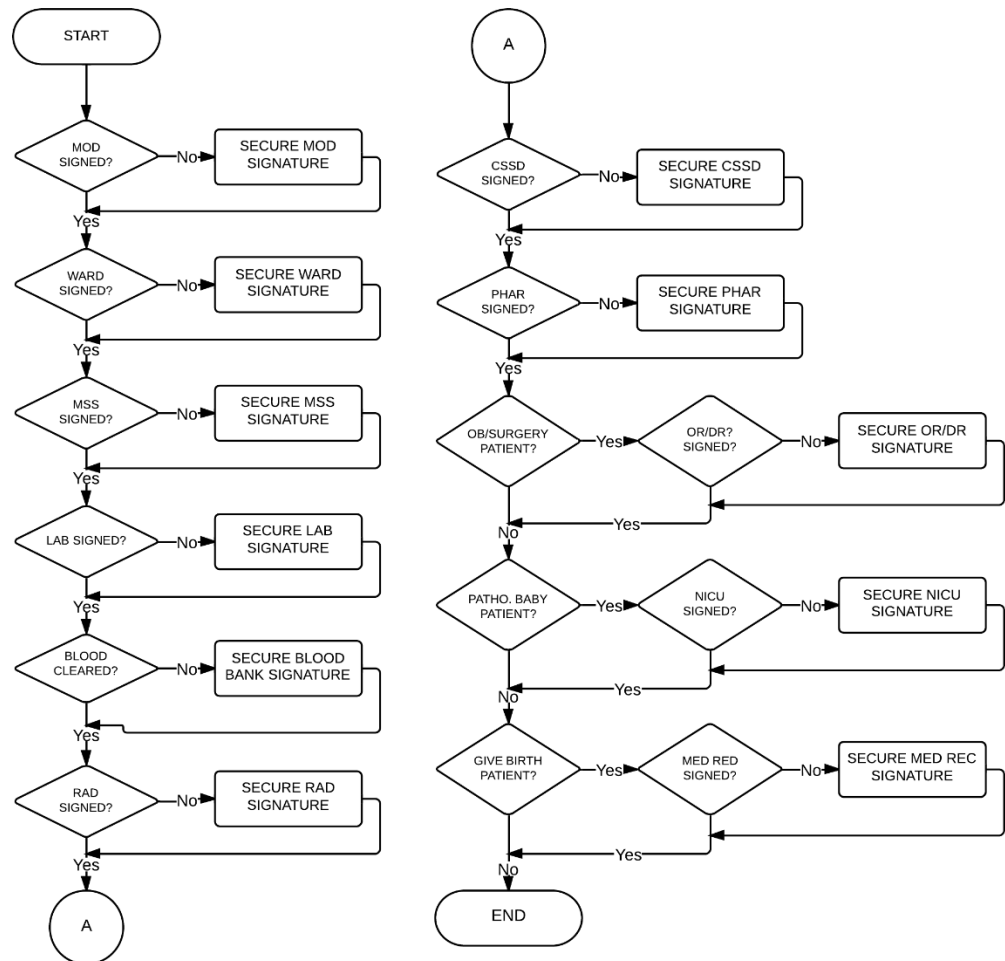 START
MOD
SIGNED?
No
SECURE MOD
SIGNATURE
Yes
WARD
SIGNED?
No
SECURE WARD
SIGNATURE
Yes
MSS
SIGNED?
No
SECURE MSS
SIGNATURE
Yes
LAB SIGNED?
No
SECURE LAB
SIGNATURE
Yes
BLOOD
CLEARED?
No
SECURE BLOOD
BANK SIGNATURE
Yes
RAD
SIGNED?
No
SECURE RAD
SIGNATURE
Yes
A
A
CSSD
SIGNED?
No
SECURE CSSD
SIGNATURE
Yes
PHAR
SIGNED?
No
SECURE PHAR
SIGNATURE
Yes
OB/SURGERY
PATIENT?
Yes
OR/DR?
SIGNED?
No
SECURE OR/DR
SIGNATURE
Yes
No
PATHO. BABY
PATIENT?
Yes
NICU
SIGNED?
No
SECURE NICU
SIGNATURE
Yes
No
GIVE BIRTH
PATIENT?
Yes
MED RED
SIGNED?
No
SECURE MED REC
SIGNATURE
Yes
No
END